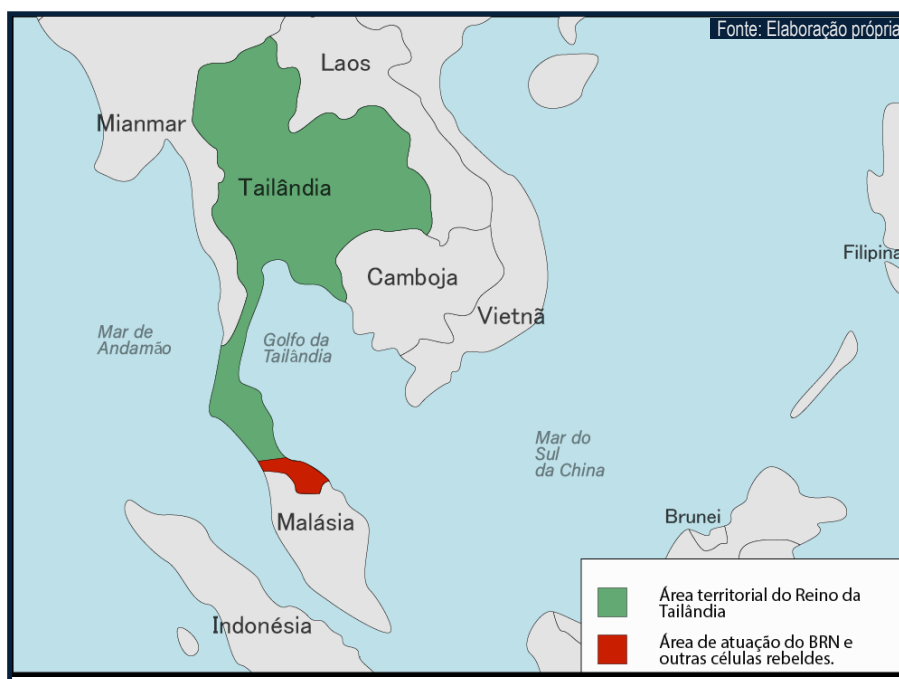 Fonte: Elaboração própria
Laos
Mianmar
Tailândia
Filipina
Camboja
Vietnã
Mar de
Andamão
Golfo da
Tailândia
Mar do
Sul
da China
Brunei
Malásia
Indonésia
Área territorial do Reino da
Tailândia
Área de atuação do BRN e
outras células rebeldes.